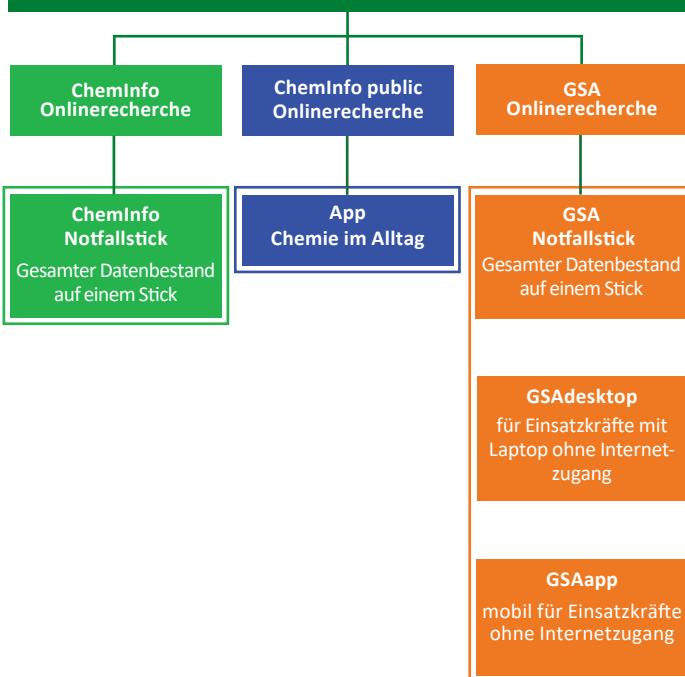 ChemInfo
Onlinerecherche
ChemInfo public
Onlinerecherche
GSA
Onlinerecherche
ChemInfo
Notfallstick
Gesamter Datenbestand
auf einem Stick
App
Chemie im Alltag
GSA
Notfallstick
Gesamter Datenbestand
auf einem Stick
GSAdesktop
für Einsatzkräfte mit
Laptop ohne Internet-
zugang
GSAapp
mobil für Einsatzkräfte
ohne Internetzugang